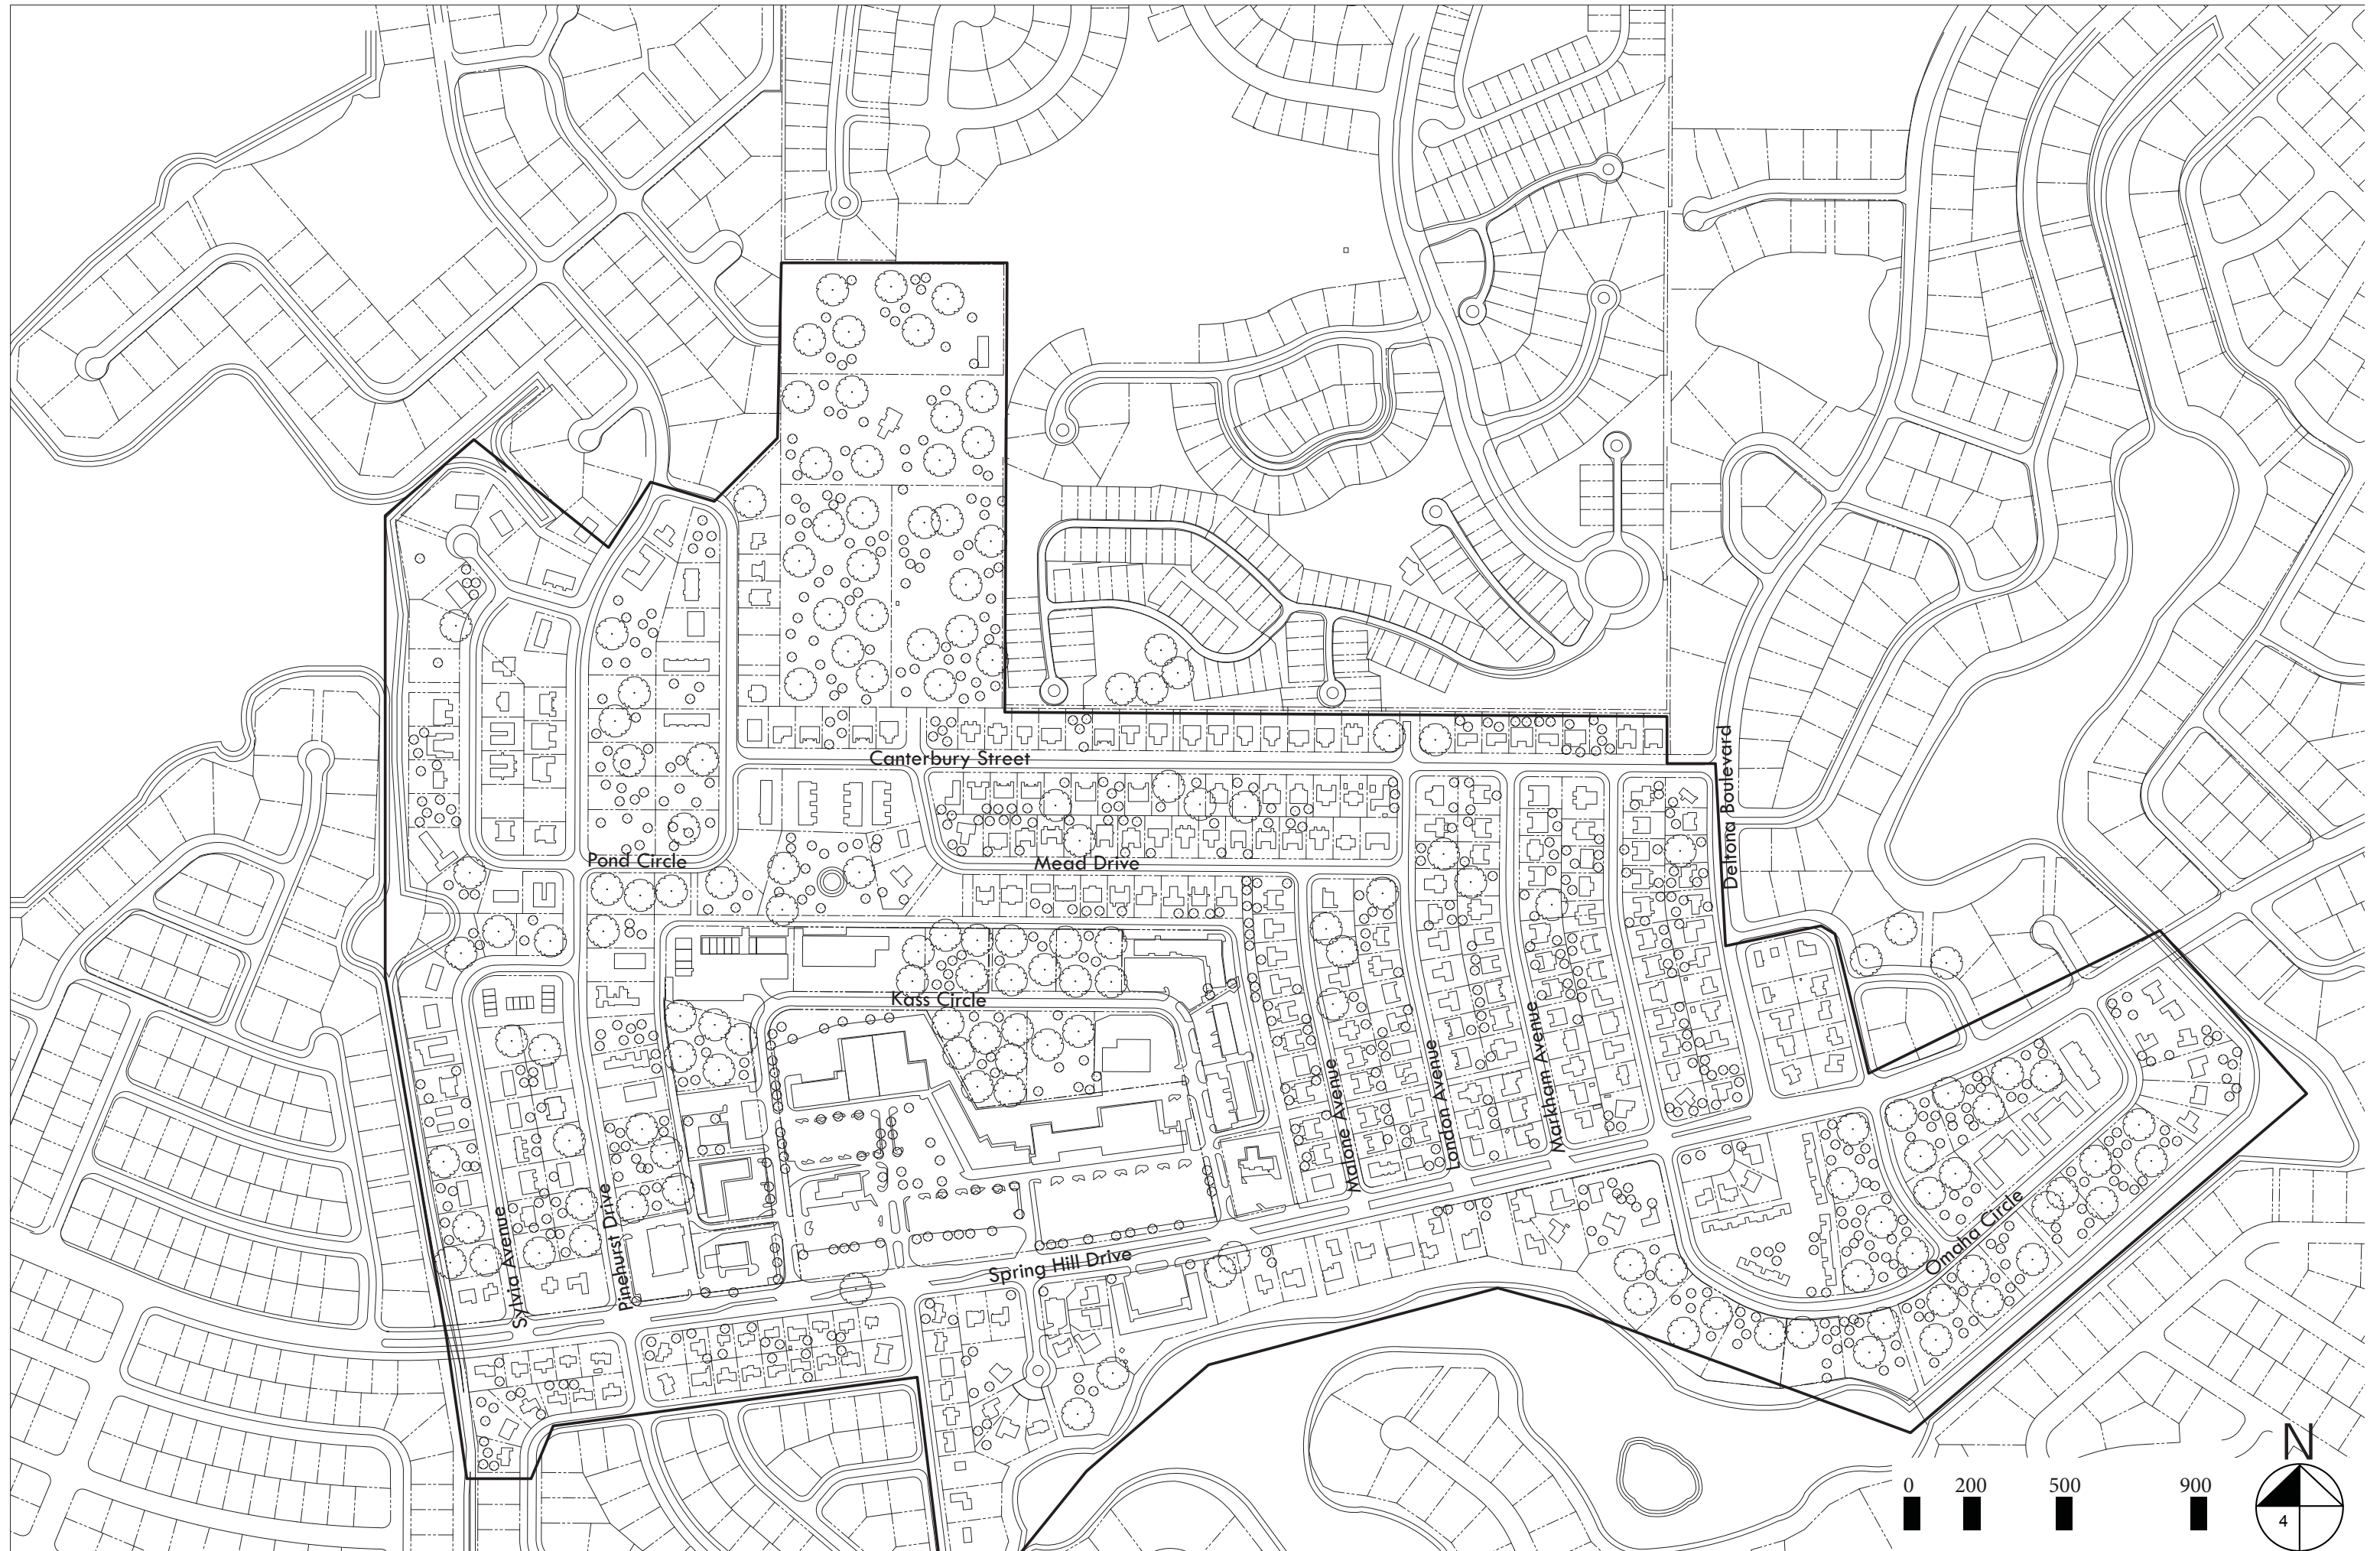 Deltona Boulevard
Canterbury Street
Pond Circle
Mead Drive
Kass Circle
Malone Avenue
London Avenue
Markham Avenue
Sylvia Avenue
Pinehurst Drive
Spring Hill Drive
Omaha Circle
N
0 200 500 900
4